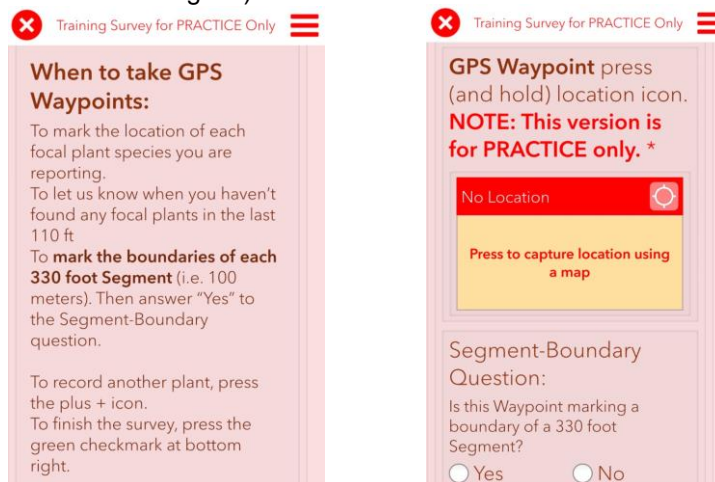 Training Survey for PRACTICE Only
When to take GPS
Waypoints:
To mark the location of each
focal plant species you are
reporting.
To let us know when you haven't
found any focal plants in the last
110 ft
To mark the boundaries of each
330 foot Segment (i.e. 100
meters). Then answer “Yes” to
the Segment-Boundary
question.
To record another plant, press
the plus + icon.
To finish the survey, press the
green checkmark at bottom
right.
Training Survey for PRACTICE Only
GPS Waypoint press
(and hold) location icon.
NOTE: This version is
for PRACTICE only. *
No Location
Press to capture location using
a map
Segment-Boundary
Question:
Is this Waypoint marking a
boundary of a 330 foot
Segment?
Yes No